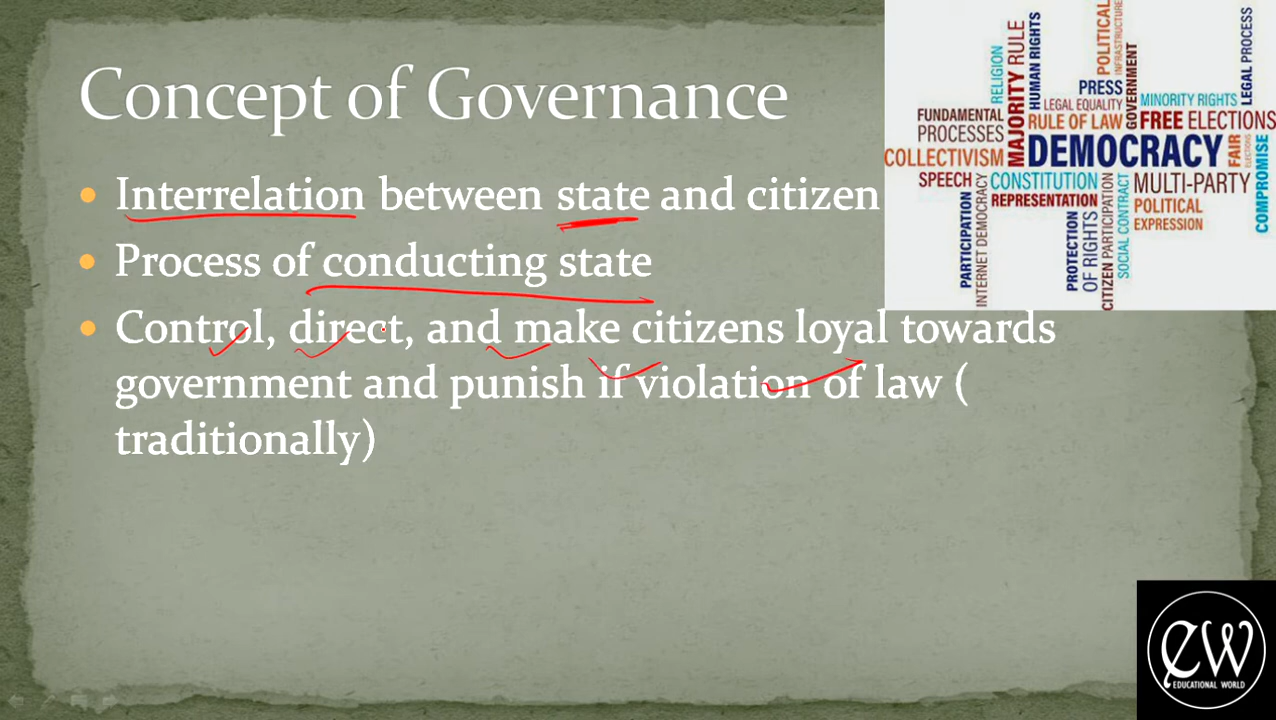 Concept of Governance
Interrelation between state and citizen
Process of conducting state
Control, direct, and make citizens loyal towards
government and punish if violation of law (
traditionally)
POLITICAL
INFRASTRUCTURE
LEGAL PROCESS
RELIGION
MAJORITY RULE
HUMAN RIGHTS
GOVERNMENT
PRESS
LEGAL EQUALITY
MINORITY RIGHTS
FUNDAMENTAL
PROCESSES
RULE OF LAW
FREE ELECTIONS
COLLECTIVISM
DEMOCRACY
FAIR
ELECTIONS
COMPROMISE
SPEECH
CONSTITUTION
MULTI-PARTY
REPRESENTATION
POLITICAL
EXPRESSION
PARTICIPATION
INTERNET DEMOCRACY
PROTECTION
OF RIGHTS
CITIZEN PARTICIPATION
SOCIAL CONTRACT
EW
EDUCATIONAL WORLD